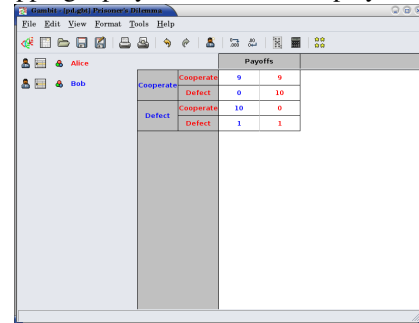 Gambit - [pd.gbt] Prisoner's Dilemma
File Edit View Format Tools Help
Alice
Bob
Payoffs
Cooperate Cooperate 9 9
Defect 0 10
Defect Cooperate 10 0
Defect 1 1